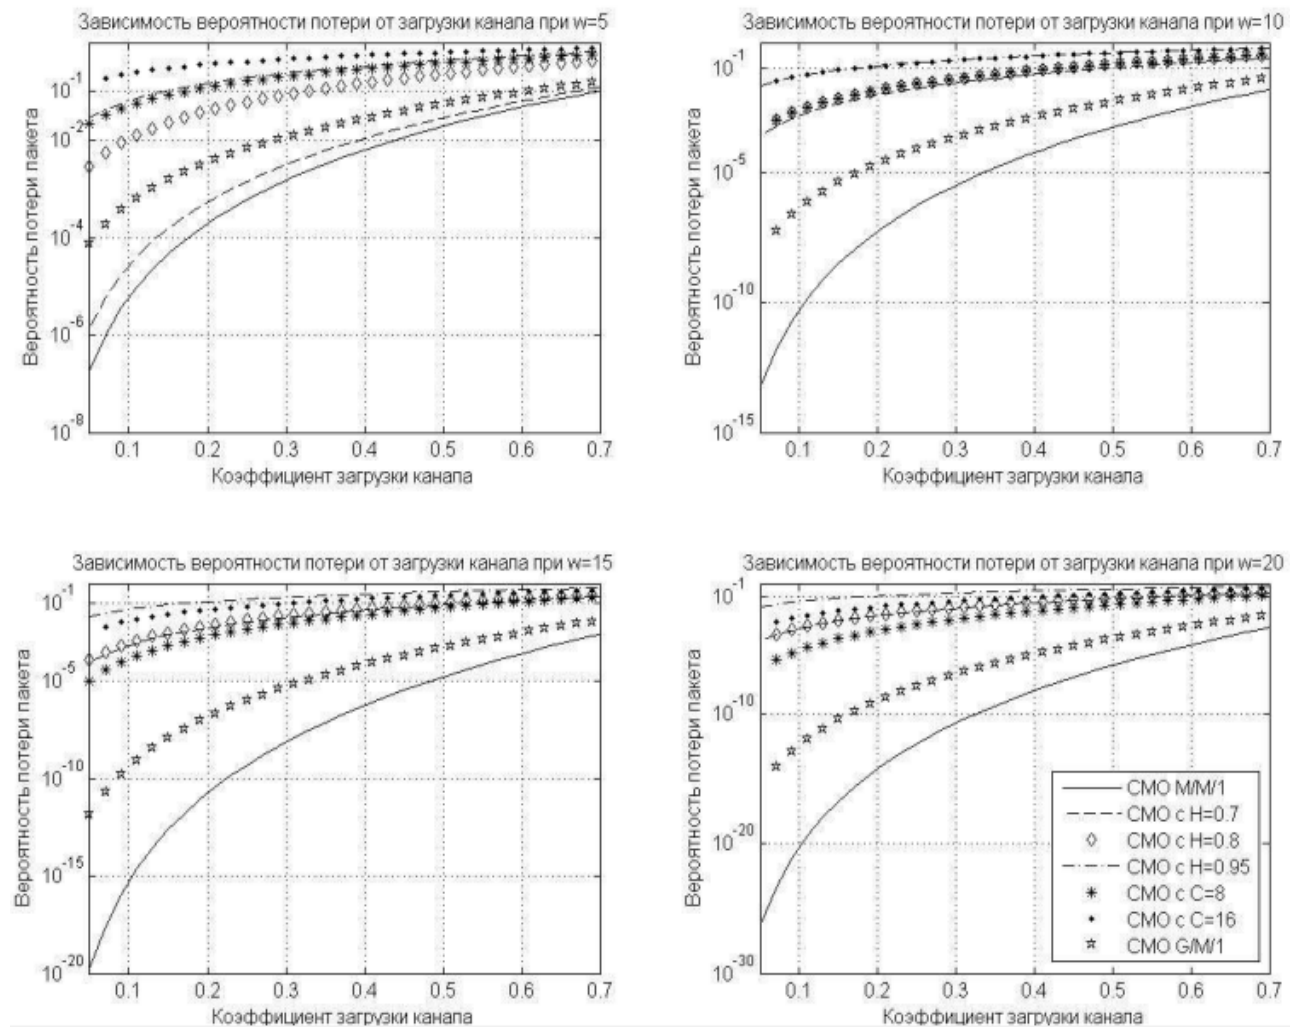 Зависимость вероятности потери от загрузки канала при w=5
Вероятность потери пакета
10^-1
10^-2
10^-4
10^-6
10^-8
0.1 0.2 0.3 0.4 0.5 0.6 0.7
Коэффициент загрузки канала
Зависимость вероятности потери от загрузки канала при w=10
Вероятность потери пакета
10^-1
10^-5
10^-10
10^-15
0.1 0.2 0.3 0.4 0.5 0.6 0.7
Коэффициент загрузки канала
Зависимость вероятности потери от загрузки канала при w=15
Вероятность потери пакета
10^-1
10^-5
10^-10
10^-15
10^-20
0.1 0.2 0.3 0.4 0.5 0.6 0.7
Коэффициент загрузки канала
Зависимость вероятности потери от загрузки канала при w=20
Вероятность потери пакета
10^-1
10^-10
10^-20
10^-30
0.1 0.2 0.3 0.4 0.5 0.6 0.7
Коэффициент загрузки канала
СМО M/M/1
СМО с H=0.7
СМО с H=0.8
СМО с H=0.95
СМО с C=8
СМО с C=16
СМО G/M/1